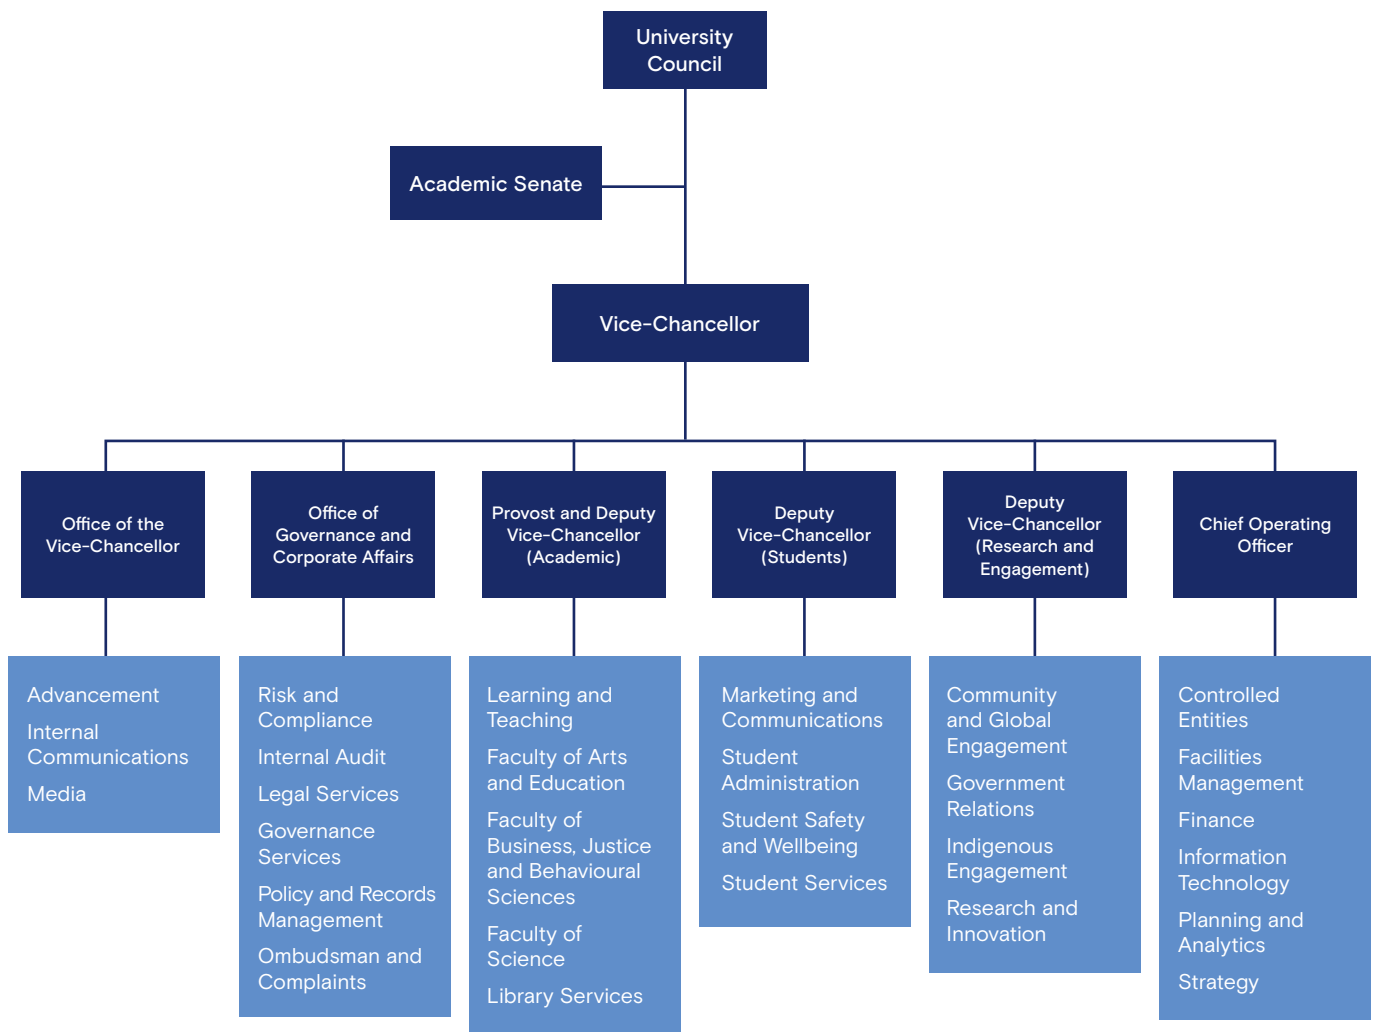 University
Council
Academic Senate
Vice-Chancellor
Office of the
Vice-Chancellor
Office of
Governance and
Corporate Affairs
Provost and Deputy
Vice-Chancellor
(Academic)
Deputy
Vice-Chancellor
(Students)
Deputy
Vice-Chancellor
(Research and
Engagement)
Chief Operating
Officer
Advancement
Internal
Communications
Media
Risk and
Compliance
Internal Audit
Legal Services
Governance
Services
Policy and Records
Management
Ombudsman and
Complaints
Learning and
Teaching
Faculty of Arts
and Education
Faculty of
Business, Justice
and Behavioural
Sciences
Faculty of
Science
Library Services
Marketing and
Communications
Student
Administration
Student Safety
and Wellbeing
Student Services
Community
and Global
Engagement
Government
Relations
Indigenous
Engagement
Research and
Innovation
Controlled
Entities
Facilities
Management
Finance
Information
Technology
Planning and
Analytics
Strategy